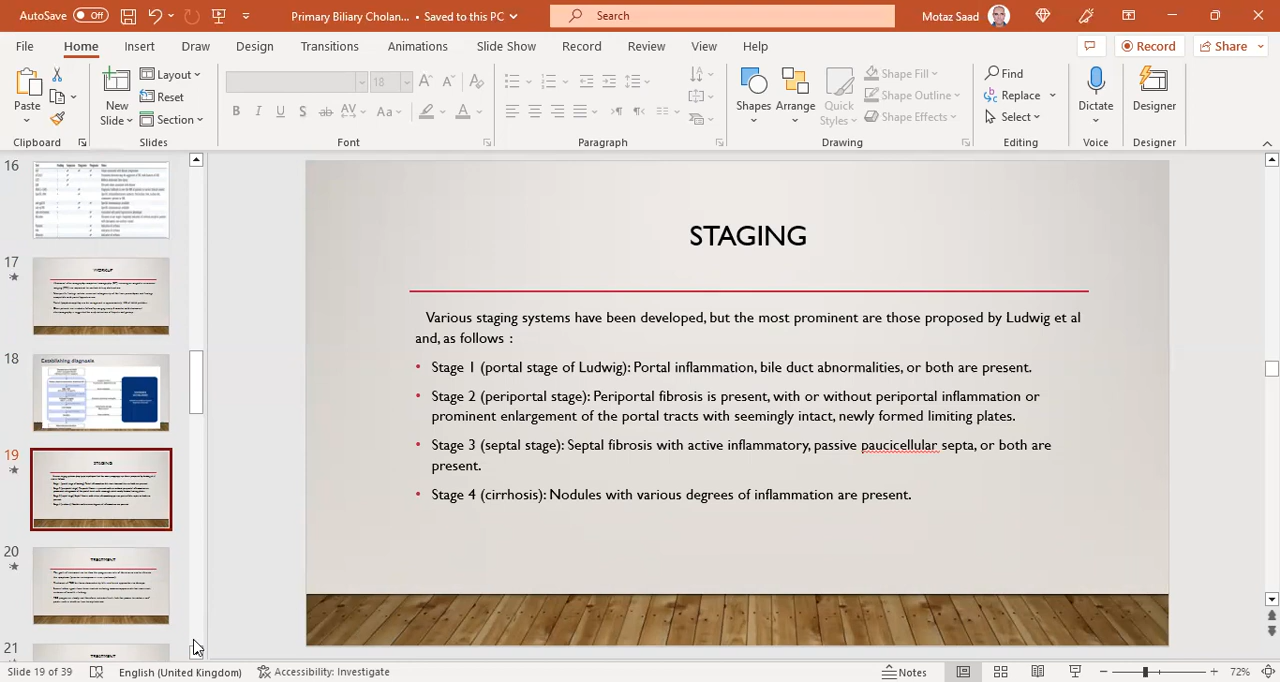 AutoSave Off Primary Biliary Cholan... • Saved to this PC Search Motaz Saad
File Home Insert Draw Design Transitions Animations Slide Show Record Review View Help Record Share
Paste New Slide Layout Reset Section 18 Shapes Arrange Quick Styles Shape Fill Shape Outline Shape Effects Find Replace Select Dictate Designer
Clipboard Slides Font Paragraph Drawing Editing Voice Designer
16
17
WORKUP
18
Establishing diagnosis
19
STAGING
20
TREATMENT
21
TREATMENT
STAGING
Various staging systems have been developed, but the most prominent are those proposed by Ludwig et al
and, as follows :
• Stage 1 (portal stage of Ludwig): Portal inflammation, bile duct abnormalities, or both are present.
• Stage 2 (periportal stage): Periportal fibrosis is present, with or without periportal inflammation or
prominent enlargement of the portal tracts with seemingly intact, newly formed limiting plates.
• Stage 3 (septal stage): Septal fibrosis with active inflammatory, passive paucicellular septa, or both are
present.
• Stage 4 (cirrhosis): Nodules with various degrees of inflammation are present.
Slide 19 of 39 English (United Kingdom) Accessibility: Investigate Notes 72%